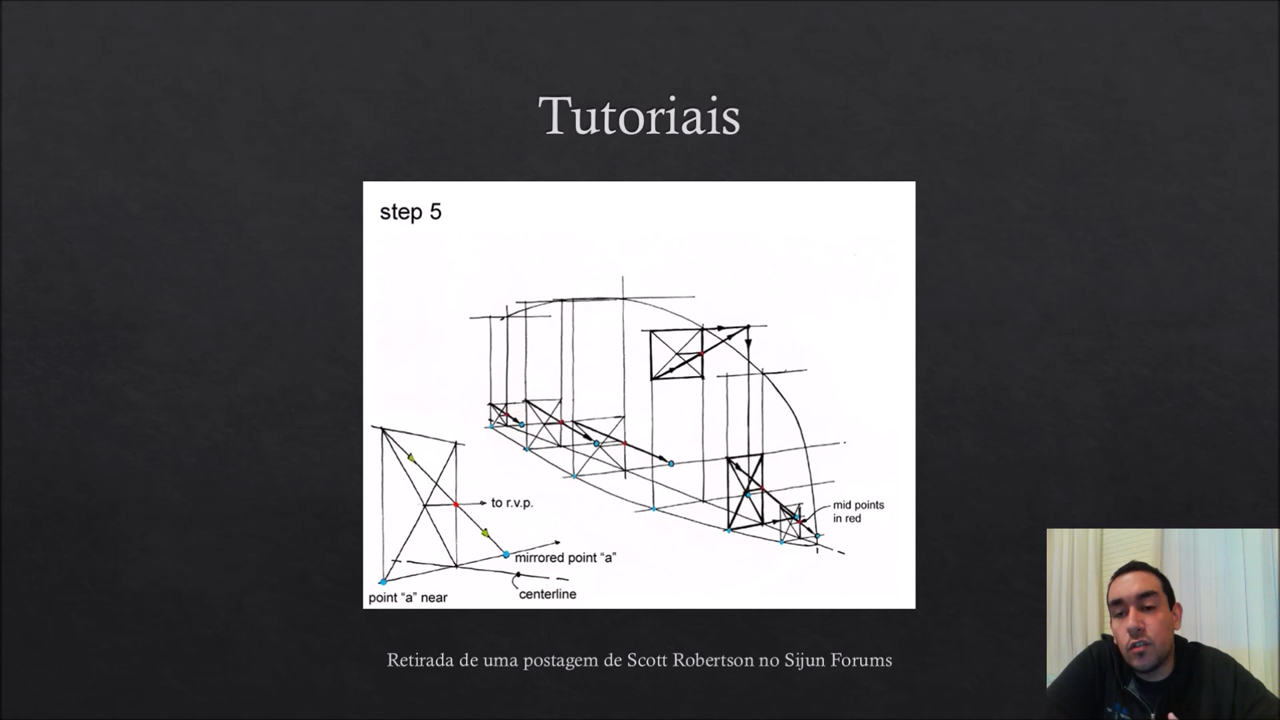 Tutoriais
step 5
to r.v.p.
mid points
in red
mirrored point “a”
centerline
point “a” near
Retirada de uma postagem de Scott Robertson no Sijun Forums